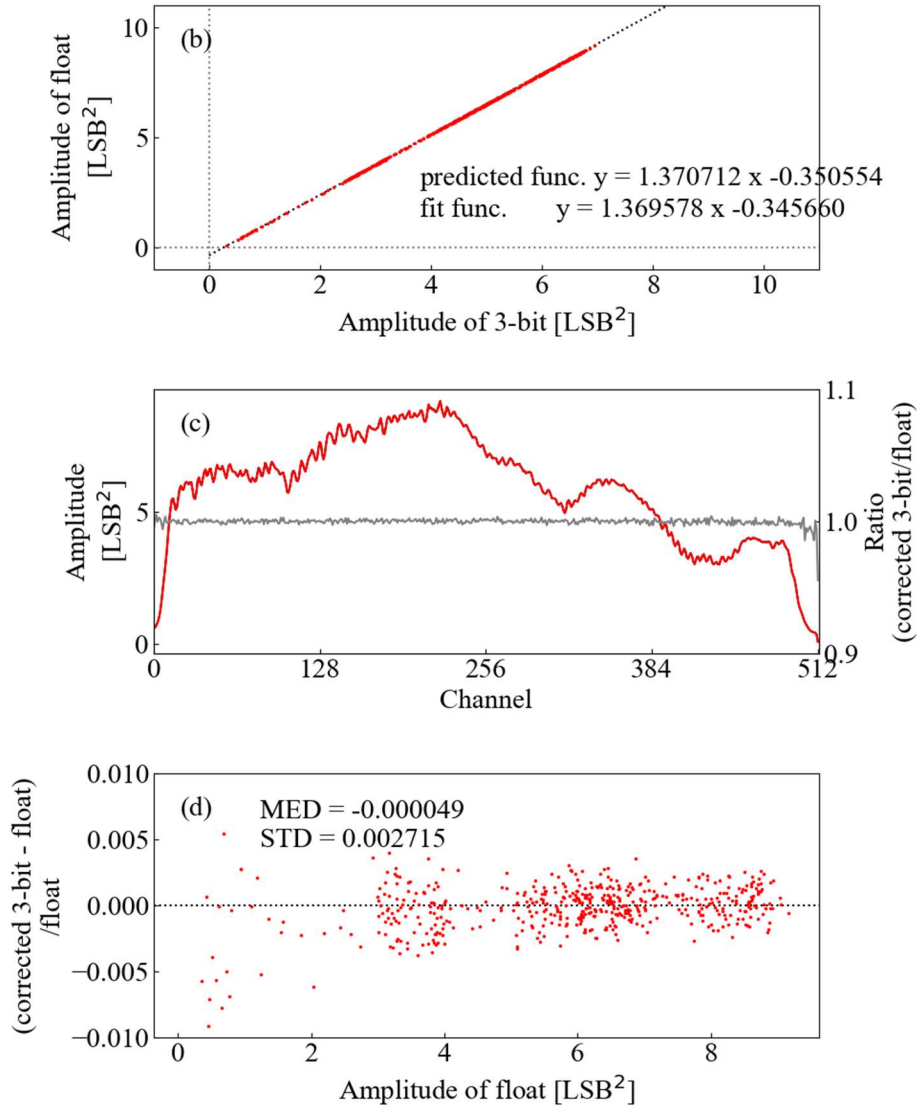 10
(b)
5
0
Amplitude of float
[LSB²]
predicted func. y = 1.370712 x -0.350554
fit func. y = 1.369578 x -0.345660
0 2 4 6 8 10
Amplitude of 3-bit [LSB²]
(c)
5
0
Amplitude
[LSB²]
1.1
1.0
0.9
Ratio
(corrected 3-bit/float)
0 128 256 384 512
Channel
0.010
(d)
MED = -0.000049
STD = 0.002715
0.005
0.000
−0.005
−0.010
(corrected 3-bit - float)
/float
0 2 4 6 8
Amplitude of float [LSB²]